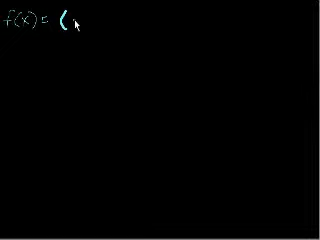 f(x) = (